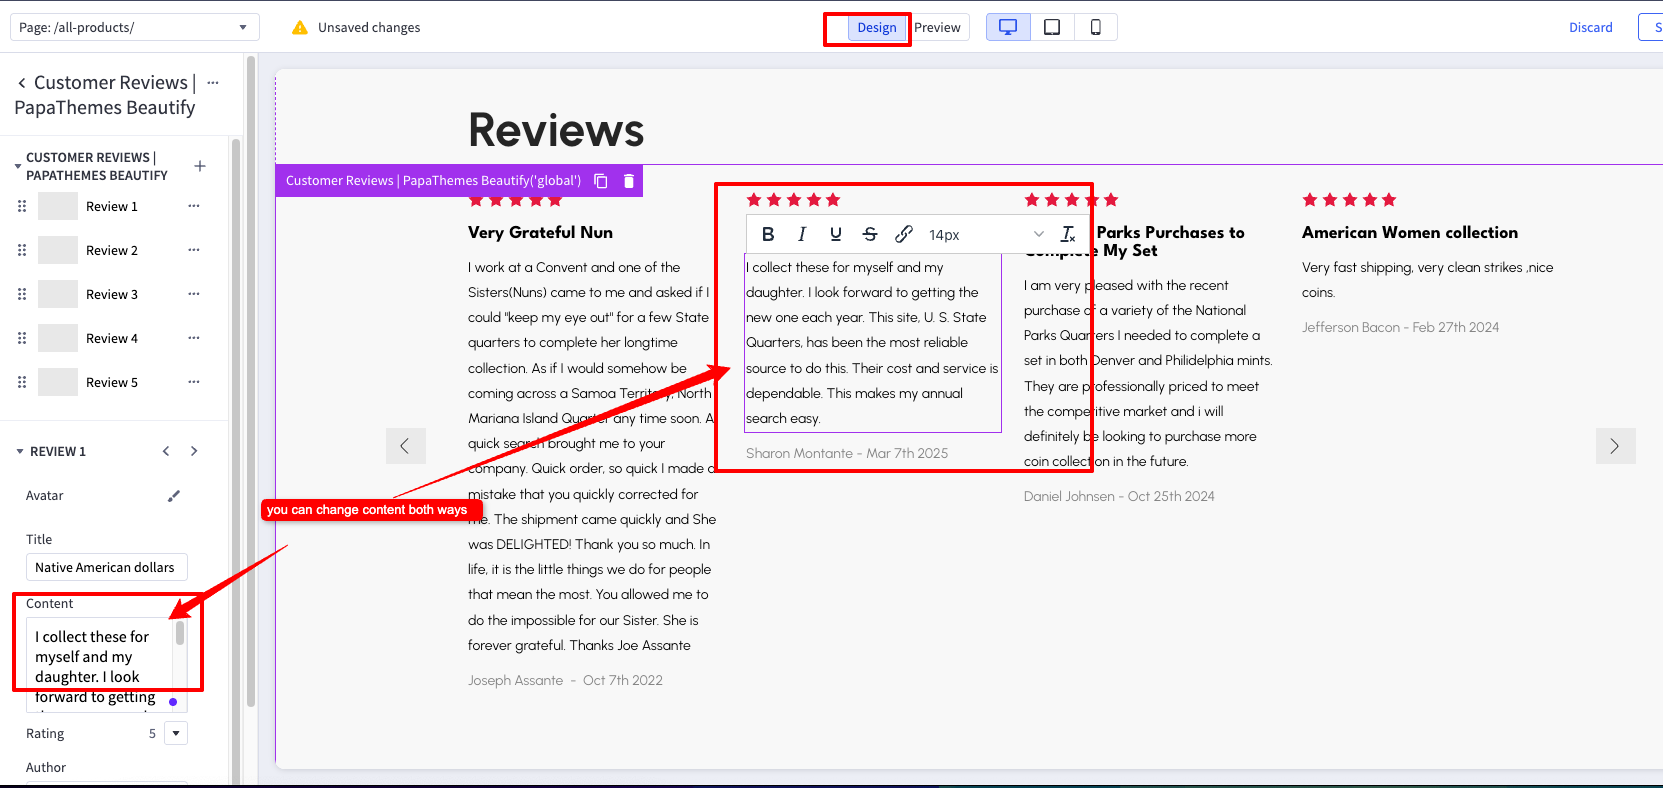 Page: /all-products/
Unsaved changes
Design
Preview
Discard
S
Customer Reviews |
PapaThemes Beautify
CUSTOMER REVIEWS |
PAPATHEMES BEAUTIFY
Review 1
Review 2
Review 3
Review 4
Review 5
REVIEW 1
Avatar
Title
Native American dollars
Content
I collect these for
myself and my
daughter. I look
forward to getting
Rating
5
Author
you can change content both ways
Reviews
Customer Reviews | PapaThemes Beautify('global')
Very Grateful Nun
I work at a Convent and one of the
Sisters(Nuns) came to me and asked if I
could "keep my eye out" for a few State
quarters to complete her longtime
collection. As if I would somehow be
coming across a Samoa Territory, North
Mariana Island Quarter any time soon. A
quick search brought me to your
company. Quick order, so quick I made a
mistake that you quickly corrected for
me. The shipment came quickly and She
was DELIGHTED! Thank you so much. In
life, it is the little things we do for people
that mean the most. You allowed me to
do the impossible for our Sister. She is
forever grateful. Thanks Joe Assante
Joseph Assante - Oct 7th 2022
B I U S 14px
I collect these for myself and my
daughter. I look forward to getting the
new one each year. This site, U. S. State
Quarters, has been the most reliable
source to do this. Their cost and service is
dependable. This makes my annual
search easy.
Sharon Montante - Mar 7th 2025
Parks Purchases to
Complete My Set
I am very pleased with the recent
purchase of a variety of the National
Parks Quarters I needed to complete a
set in both Denver and Philidelphia mints.
They are professionally priced to meet
the competitive market and i will
definitely be looking to purchase more
coin collection in the future.
Daniel Johnsen - Oct 25th 2024
American Women collection
Very fast shipping, very clean strikes ,nice
coins.
Jefferson Bacon - Feb 27th 2024